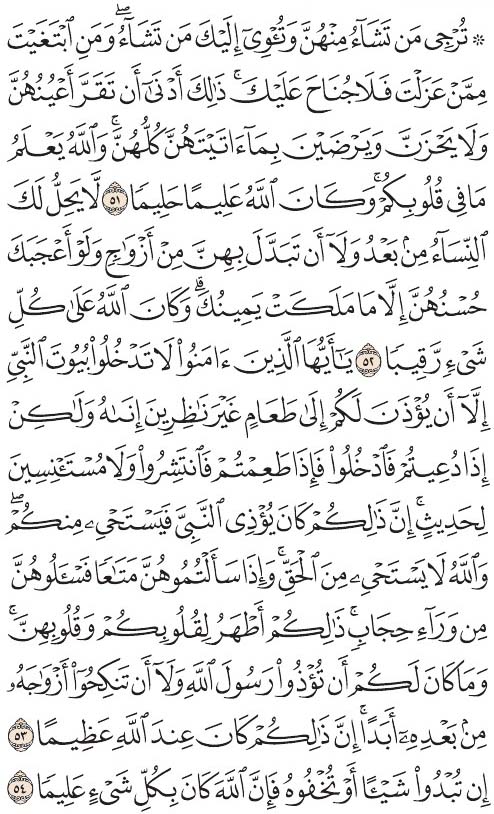 ۞ تُرْجِى مَن تَشَآءُ مِنْهُنَّ وَتُـْٔوِىٓ إِلَيْكَ مَن تَشَآءُۖ وَمَنِ ٱبْتَغَيْتَ
مِمَّنْ عَزَلْتَ فَلَا جُنَاحَ عَلَيْكَۚ ذَٰلِكَ أَدْنَىٰٓ أَن تَقَرَّ أَعْيُنُهُنَّ
وَلَا يَحْزَنَّ وَيَرْضَيْنَ بِمَآ ءَاتَيْتَهُنَّ كُلُّهُنَّۚ وَٱللَّهُ يَعْلَمُ
مَا فِى قُلُوبِكُمْۚ وَكَانَ ٱللَّهُ عَلِيمًا حَلِيمًا ٥١ لَّا يَحِلُّ لَكَ
ٱلنِّسَآءُ مِنۢ بَعْدُ وَلَآ أَن تَبَدَّلَ بِهِنَّ مِنْ أَزْوَٰجٍ وَلَوْ أَعْجَبَكَ
حُسْنُهُنَّ إِلَّا مَا مَلَكَتْ يَمِينُكَۗ وَكَانَ ٱللَّهُ عَلَىٰ كُلِّ
شَىْءٍ رَّقِيبًا ٥٢ يَـٰٓأَيُّهَا ٱلَّذِينَ ءَامَنُوا۟ لَا تَدْخُلُوا۟ بُيُوتَ ٱلنَّبِىِّ
إِلَّآ أَن يُؤْذَنَ لَكُمْ إِلَىٰ طَعَامٍ غَيْرَ نَـٰظِرِينَ إِنَىٰهُ وَلَـٰكِنْ
إِذَا دُعِيتُمْ فَٱدْخُلُوا۟ فَإِذَا طَعِمْتُمْ فَٱنتَشِرُوا۟ وَلَا مُسْتَـْٔنِسِينَ
لِحَدِيثٍۚ إِنَّ ذَٰلِكُمْ كَانَ يُؤْذِى ٱلنَّبِىَّ فَيَسْتَحْىِۦ مِنكُمْۖ
وَٱللَّهُ لَا يَسْتَحْىِۦ مِنَ ٱلْحَقِّۚ وَإِذَا سَأَلْتُمُوهُنَّ مَتَـٰعًا فَسْـَٔلُوهُنَّ
مِن وَرَآءِ حِجَابٍۚ ذَٰلِكُمْ أَطْهَرُ لِقُلُوبِكُمْ وَقُلُوبِهِنَّۚ
وَمَا كَانَ لَكُمْ أَن تُؤْذُوا۟ رَسُولَ ٱللَّهِ وَلَآ أَن تَنكِحُوٓا۟ أَزْوَٰجَهُۥ
مِنۢ بَعْدِهِۦٓ أَبَدًاۚ إِنَّ ذَٰلِكُمْ كَانَ عِندَ ٱللَّهِ عَظِيمًا ٥٣
إِن تُبْدُوا۟ شَيْـًٔا أَوْ تُخْفُوهُ فَإِنَّ ٱللَّهَ كَانَ بِكُلِّ شَىْءٍ عَلِيمًا ٥٤